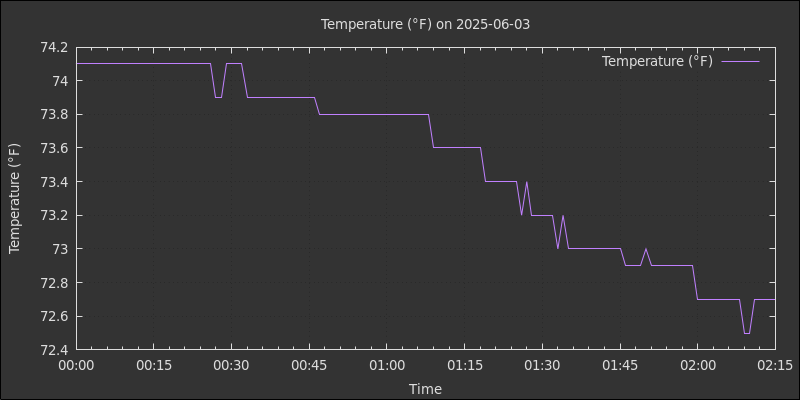 Temperature (°F) on 2025-06-03
Temperature (°F)
74.2
74
73.8
73.6
73.4
73.2
73
72.8
72.6
72.4
Temperature (°F)
00:00 00:15 00:30 00:45 01:00 01:15 01:30 01:45 02:00 02:15
Time